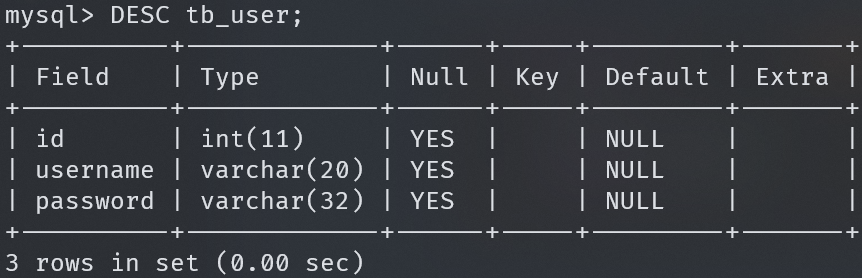 mysql> DESC tb_user;
+----------+-------------+------+-----+---------+-------+
| Field    | Type        | Null | Key | Default | Extra |
+----------+-------------+------+-----+---------+-------+
| id       | int(11)     | YES  |     | NULL    |       |
| username | varchar(20) | YES  |     | NULL    |       |
| password | varchar(32) | YES  |     | NULL    |       |
+----------+-------------+------+-----+---------+-------+
3 rows in set (0.00 sec)